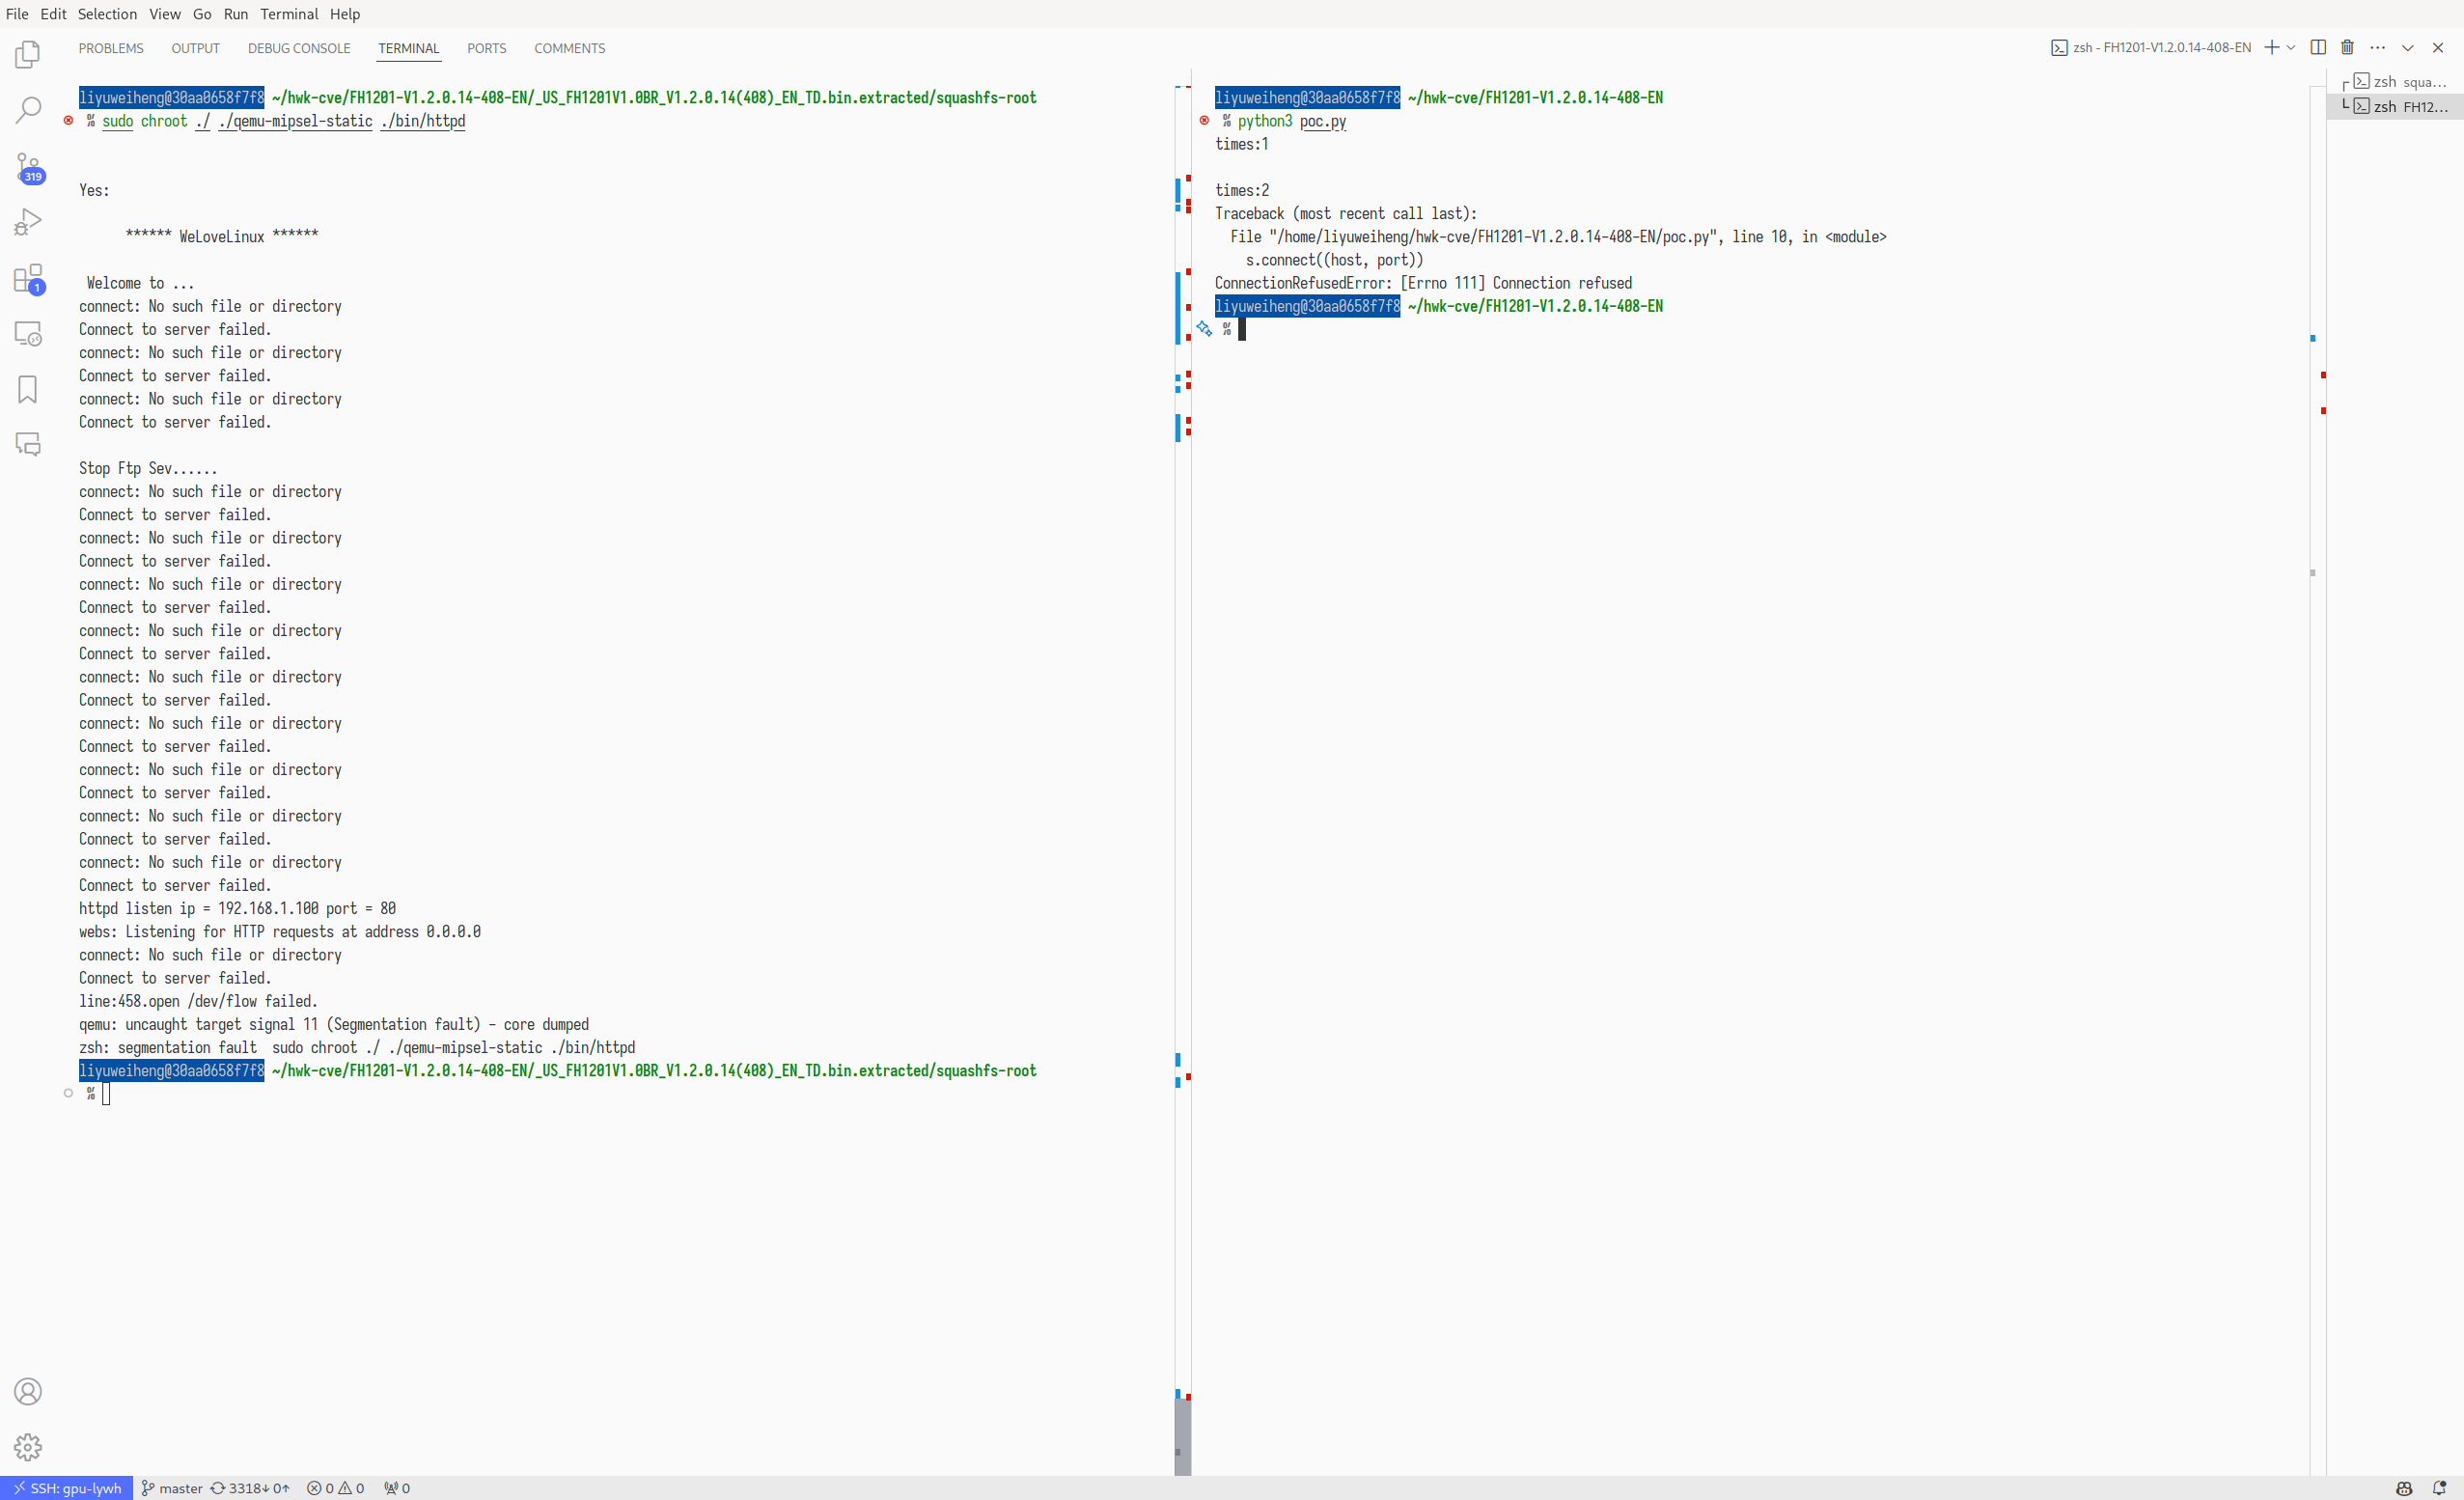 File Edit Selection View Go Run Terminal Help
PROBLEMS OUTPUT DEBUG CONSOLE TERMINAL PORTS COMMENTS
zsh - FH1201-V1.2.0.14-408-EN
liyuweiheng@30aa0658f7f8 ~/hwk-cve/FH1201-V1.2.0.14-408-EN/_US_FH1201V1.0BR_V1.2.0.14(408)_EN_TD.bin.extracted/squashfs-root
% sudo chroot ./ ./qemu-mipsel-static ./bin/httpd
Yes:
****** WeLoveLinux ******
Welcome to ...
connect: No such file or directory
Connect to server failed.
connect: No such file or directory
Connect to server failed.
connect: No such file or directory
Connect to server failed.
Stop Ftp Sev......
connect: No such file or directory
Connect to server failed.
connect: No such file or directory
Connect to server failed.
connect: No such file or directory
Connect to server failed.
connect: No such file or directory
Connect to server failed.
connect: No such file or directory
Connect to server failed.
connect: No such file or directory
Connect to server failed.
connect: No such file or directory
Connect to server failed.
connect: No such file or directory
Connect to server failed.
connect: No such file or directory
Connect to server failed.
httpd listen ip = 192.168.1.100 port = 80
webs: Listening for HTTP requests at address 0.0.0.0
connect: No such file or directory
Connect to server failed.
line:458.open /dev/flow failed.
qemu: uncaught target signal 11 (Segmentation fault) - core dumped
zsh: segmentation fault  sudo chroot ./ ./qemu-mipsel-static ./bin/httpd
liyuweiheng@30aa0658f7f8 ~/hwk-cve/FH1201-V1.2.0.14-408-EN/_US_FH1201V1.0BR_V1.2.0.14(408)_EN_TD.bin.extracted/squashfs-root
%
liyuweiheng@30aa0658f7f8 ~/hwk-cve/FH1201-V1.2.0.14-408-EN
% python3 poc.py
times:1
times:2
Traceback (most recent call last):
File "/home/liyuweiheng/hwk-cve/FH1201-V1.2.0.14-408-EN/poc.py", line 10, in <module>
s.connect((host, port))
ConnectionRefusedError: [Errno 111] Connection refused
liyuweiheng@30aa0658f7f8 ~/hwk-cve/FH1201-V1.2.0.14-408-EN
%
zsh squa...
zsh FH12...
319
1
SSH: gpu-lywh master 3318↓ 0↑ 0 0 0